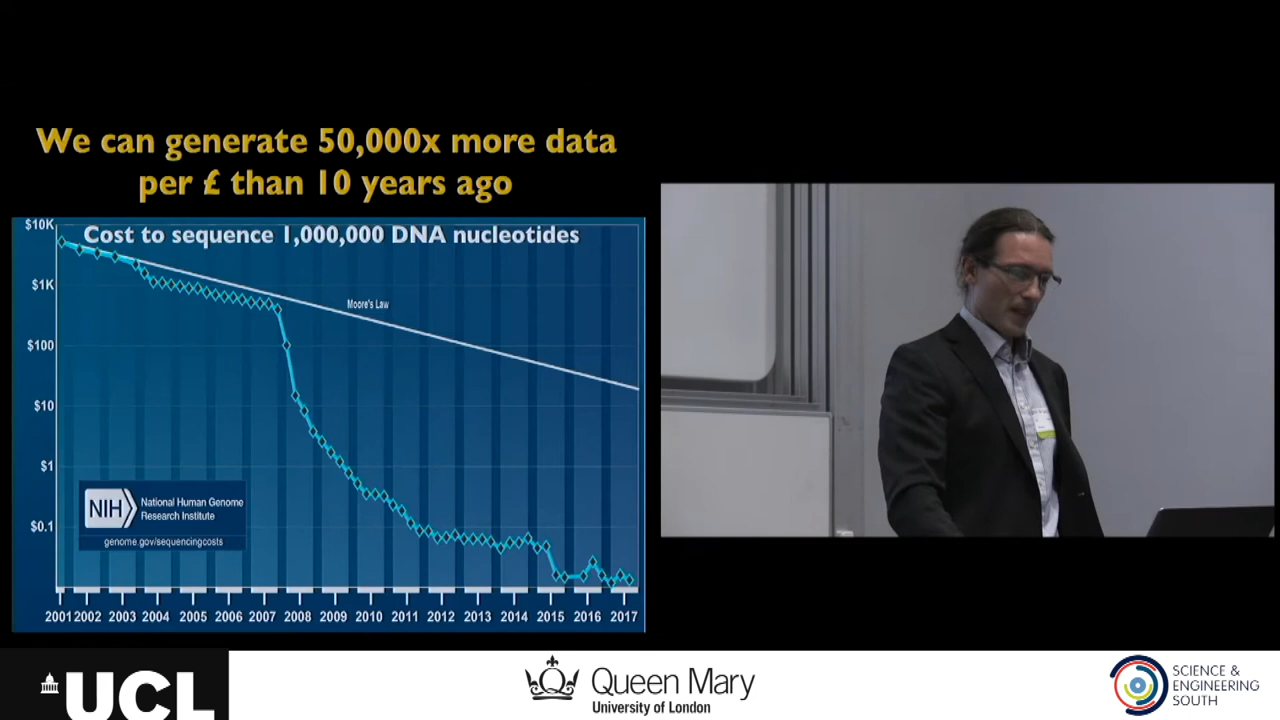 We can generate 50,000x more data
per £ than 10 years ago
Cost to sequence 1,000,000 DNA nucleotides
$10K
$1K
$100
$10
$1
$0.1
Moore's Law
NIH
National Human Genome
Research Institute
genome.gov/sequencingcosts
2001 2002 2003 2004 2005 2006 2007 2008 2009 2010 2011 2012 2013 2014 2015 2016 2017
UCL
Queen Mary
University of London
SCIENCE &
ENGINEERING
SOUTH